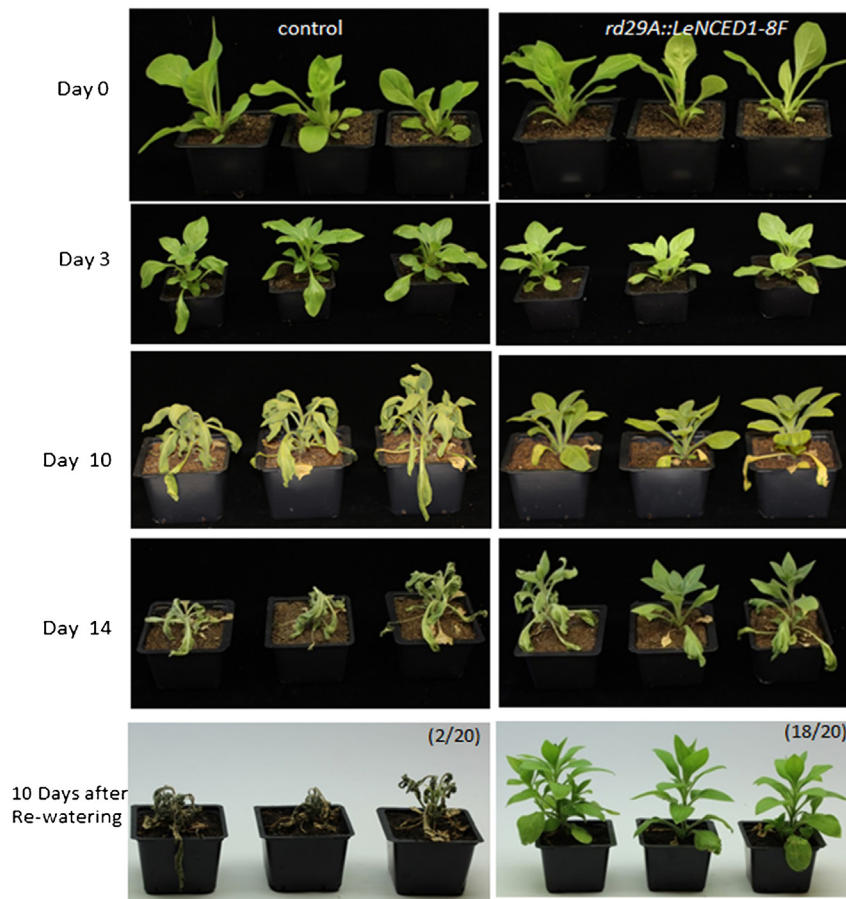 control
rd29A::LeNCED1-8F
Day 0
Day 3
Day 10
Day 14
(2/20)
(18/20)
10 Days after
Re-watering